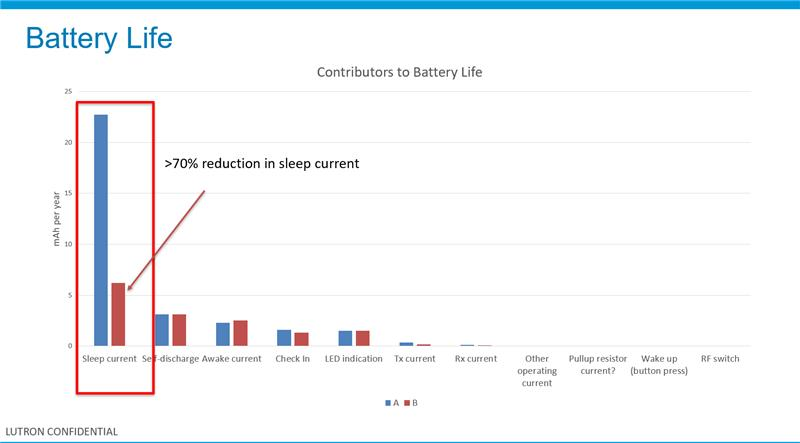 Battery Life
Contributors to Battery Life
25
20
15
10
5
0
mAh per year
>70% reduction in sleep current
Sleep current
Self-discharge
Awake current
Check In
LED indication
Tx current
Rx current
Other
operating
current
Pullup resistor
current?
Wake up
(button press)
RF switch
A
B
LUTRON CONFIDENTIAL